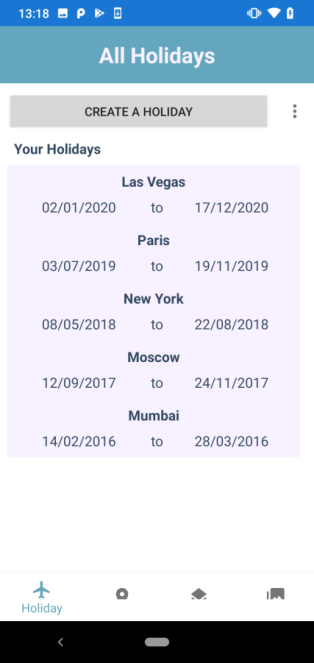 13:18
All Holidays
CREATE A HOLIDAY
Your Holidays
Las Vegas
02/01/2020 to 17/12/2020
Paris
03/07/2019 to 19/11/2019
New York
08/05/2018 to 22/08/2018
Moscow
12/09/2017 to 24/11/2017
Mumbai
14/02/2016 to 28/03/2016
Holiday